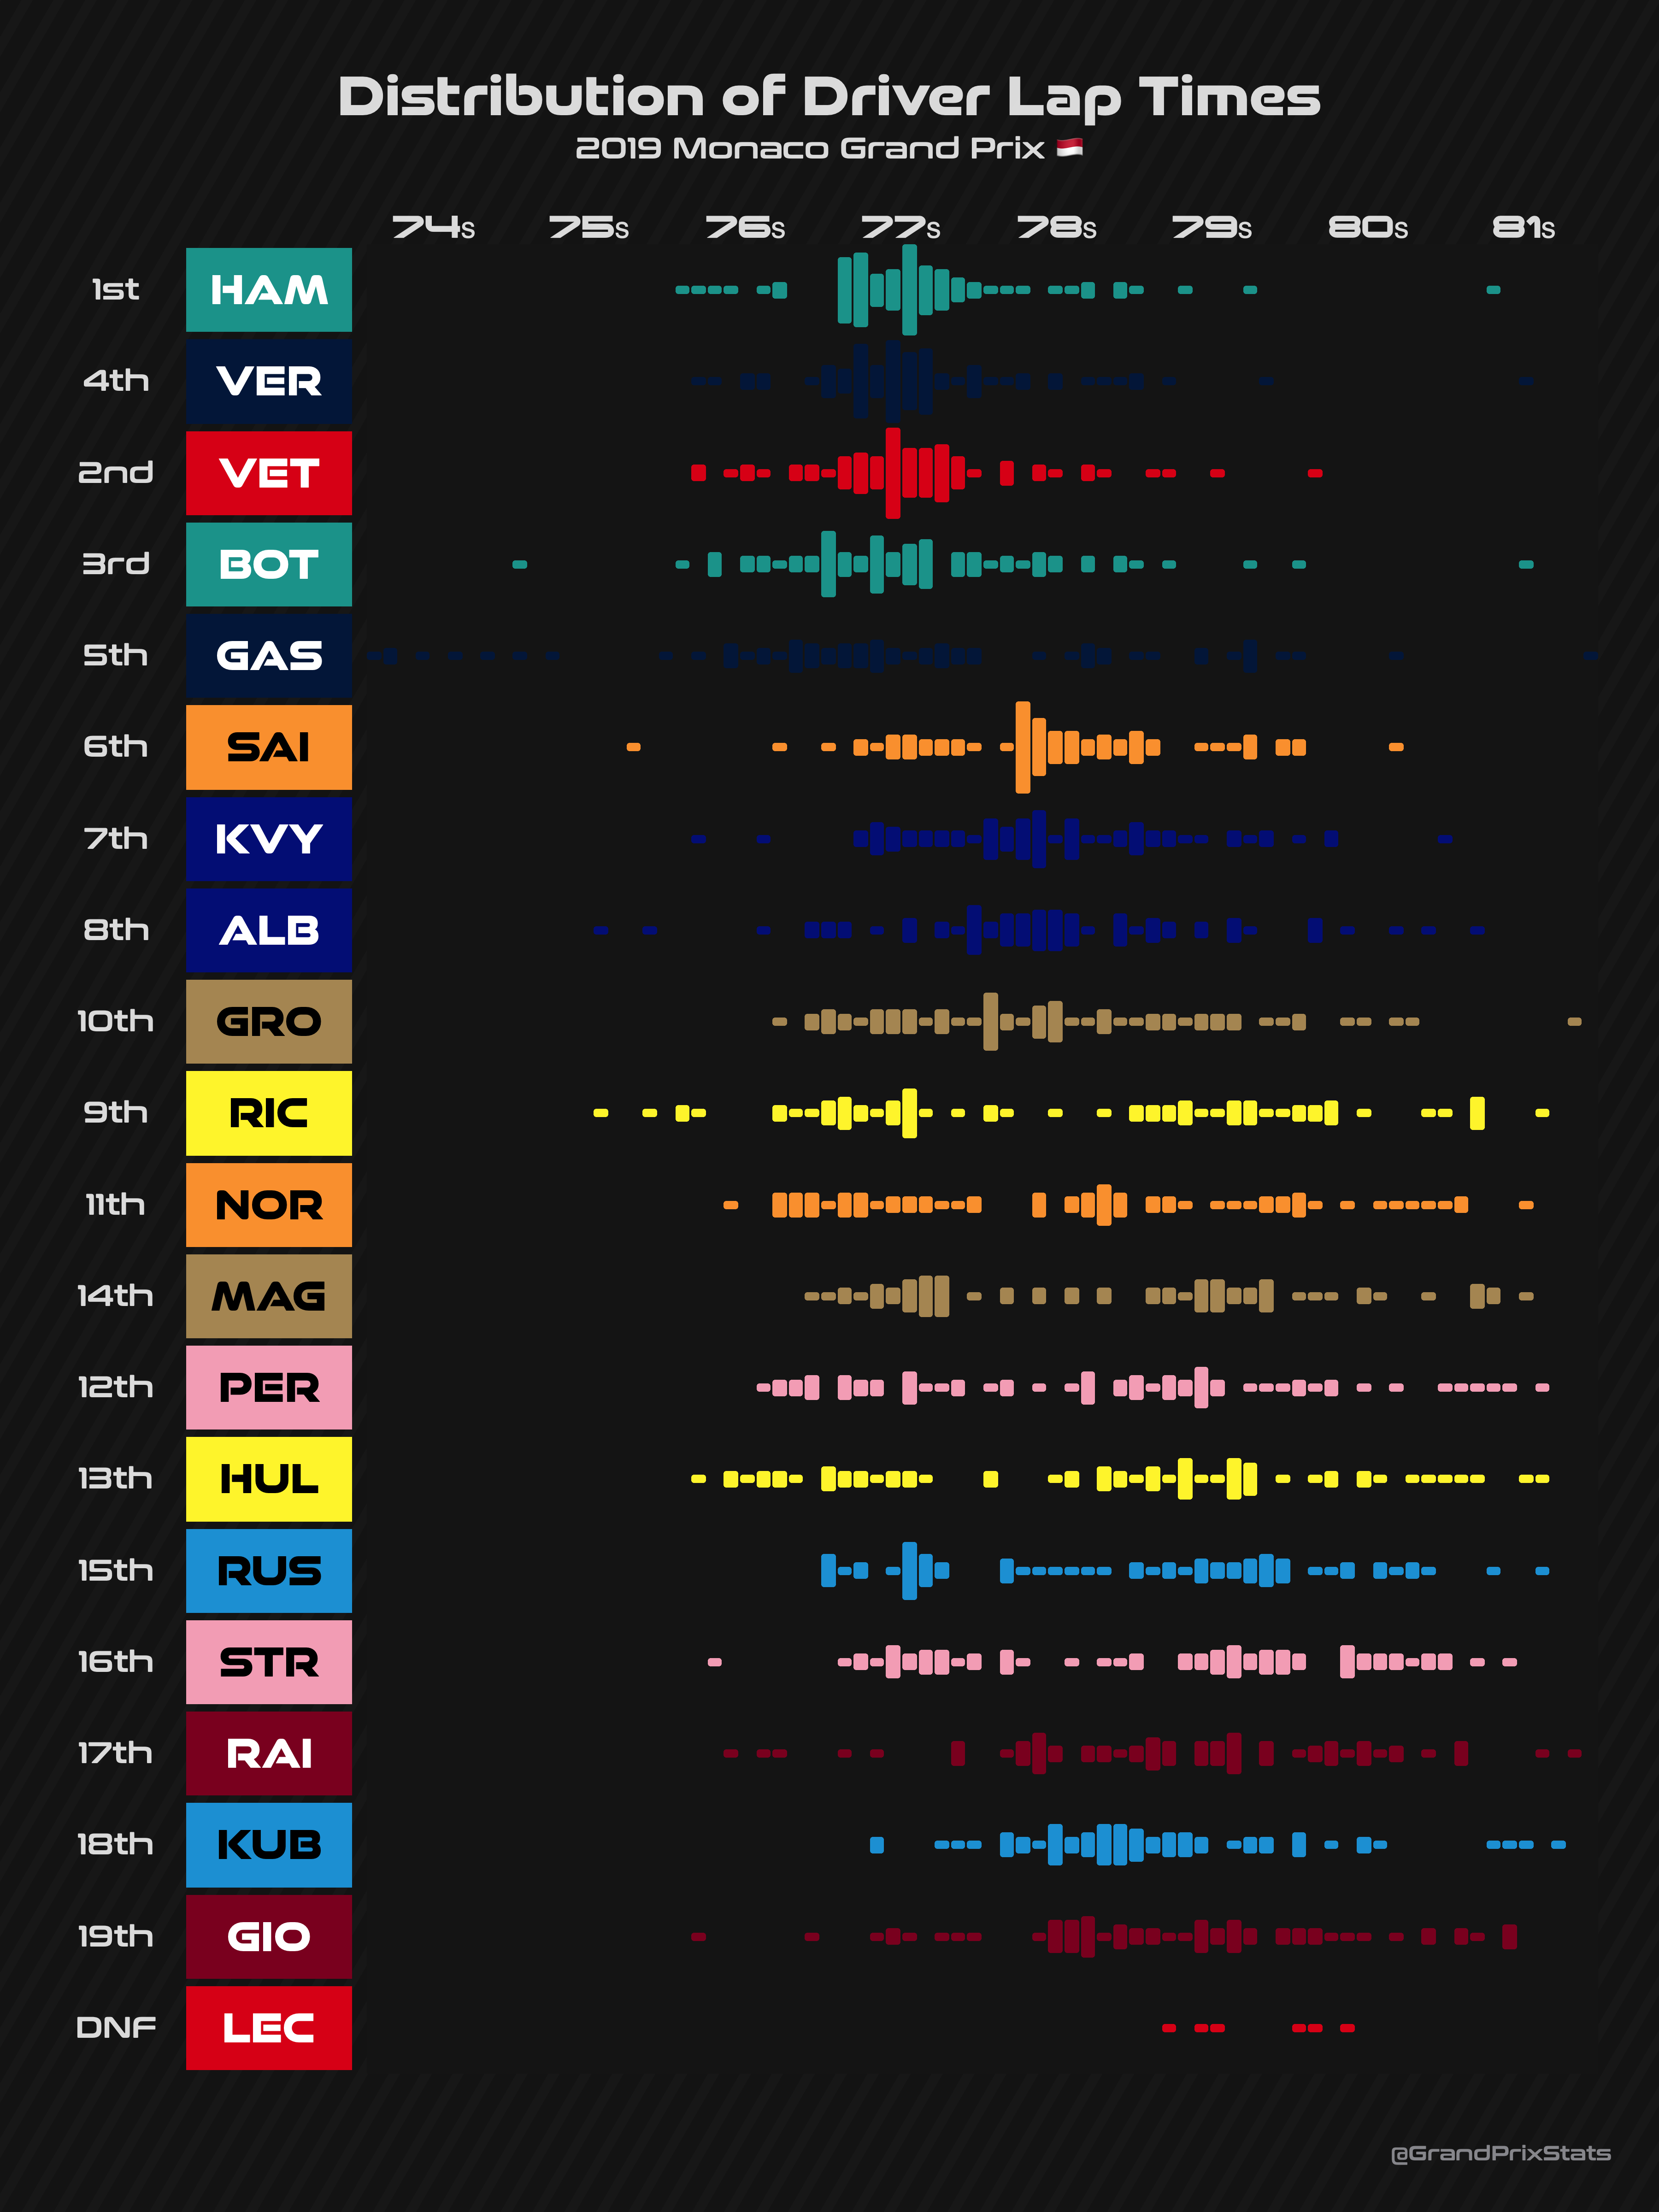 Distribution of Driver Lap Times
2019 Monaco Grand Prix 🇮🇩
74s 75s 76s 77s 78s 79s 80s 81s
1st HAM
4th VER
2nd VET
3rd BOT
5th GAS
6th SAI
7th KVY
8th ALB
10th GRO
9th RIC
11th NOR
14th MAG
12th PER
13th HUL
15th RUS
16th STR
17th RAI
18th KUB
19th GIO
DNF LEC
@GrandPrixStats